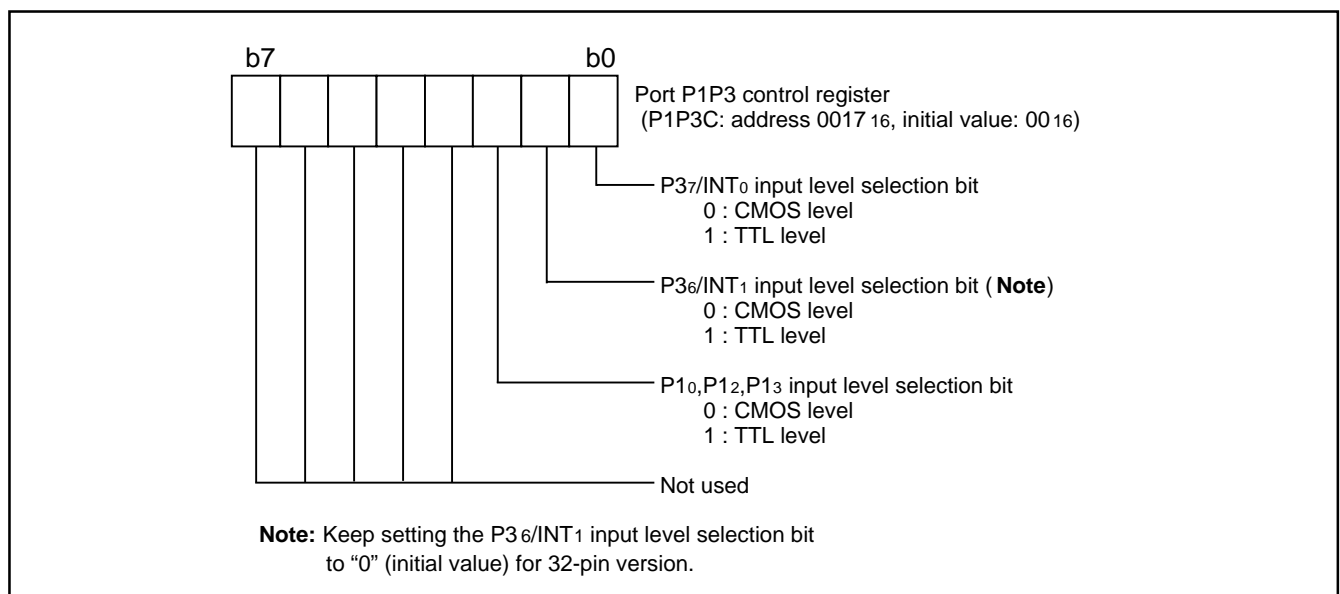 b7 b0
Port P1P3 control register
(P1P3C: address 0017 16, initial value: 00 16)
P37/INT0 input level selection bit
0 : CMOS level
1 : TTL level
P36/INT1 input level selection bit ( Note)
0 : CMOS level
1 : TTL level
P10,P12,P13 input level selection bit
0 : CMOS level
1 : TTL level
Not used
Note: Keep setting the P3 6/INT1 input level selection bit
to “0” (initial value) for 32-pin version.